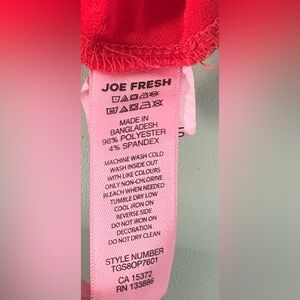 JOE FRESH
MADE IN
BANGLADESH
96% POLYESTER
4% SPANDEX
MACHINE WASH COLD
WASH INSIDE OUT
WITH LIKE COLOURS
ONLY NON-CHLORINE
BLEACH WHEN NEEDED
TUMBLE DRY LOW
COOL IRON ON
REVERSE SIDE
DO NOT IRON ON
DECORATION
DO NOT DRY CLEAN
STYLE NUMBER
TGS8OP7601
CA 15372
RN 133886